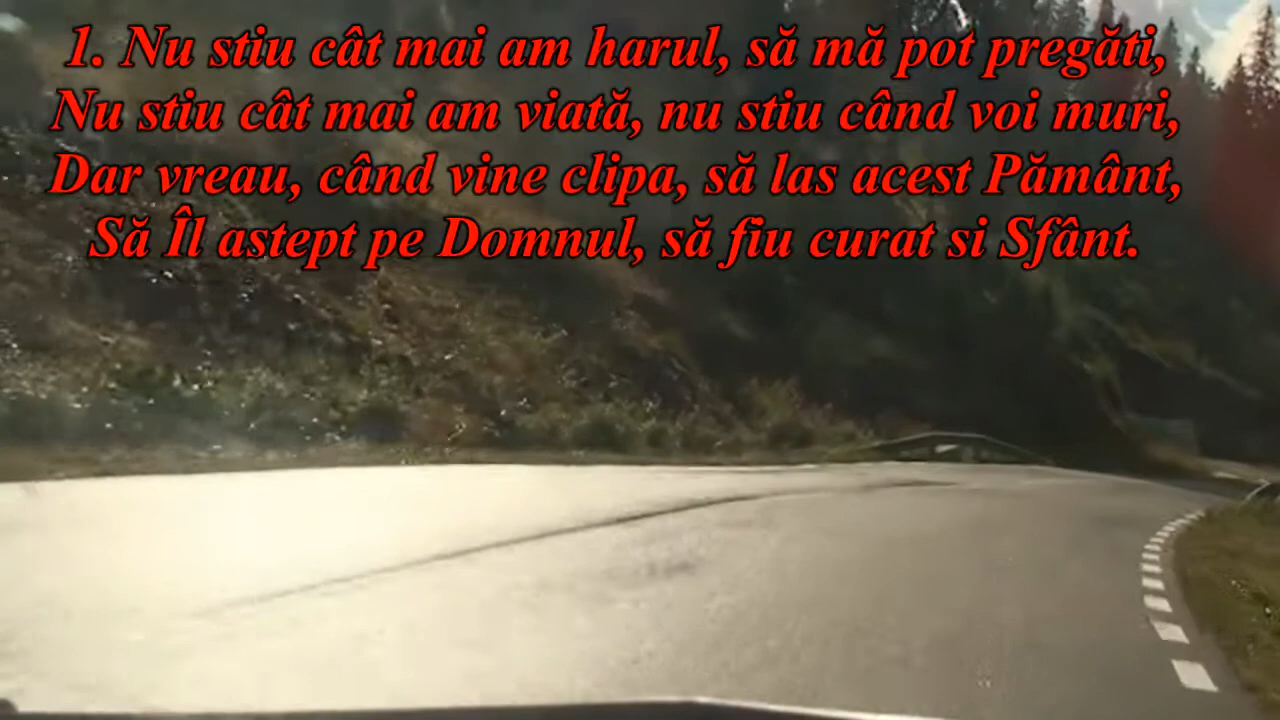 1. Nu stiu cât mai am harul, să mă pot pregăti,
Nu stiu cât mai am viată, nu stiu când voi muri,
Dar vreau, când vine clipa, să las acest Pământ,
Să Îl astept pe Domnul, să fiu curat si Sfânt.